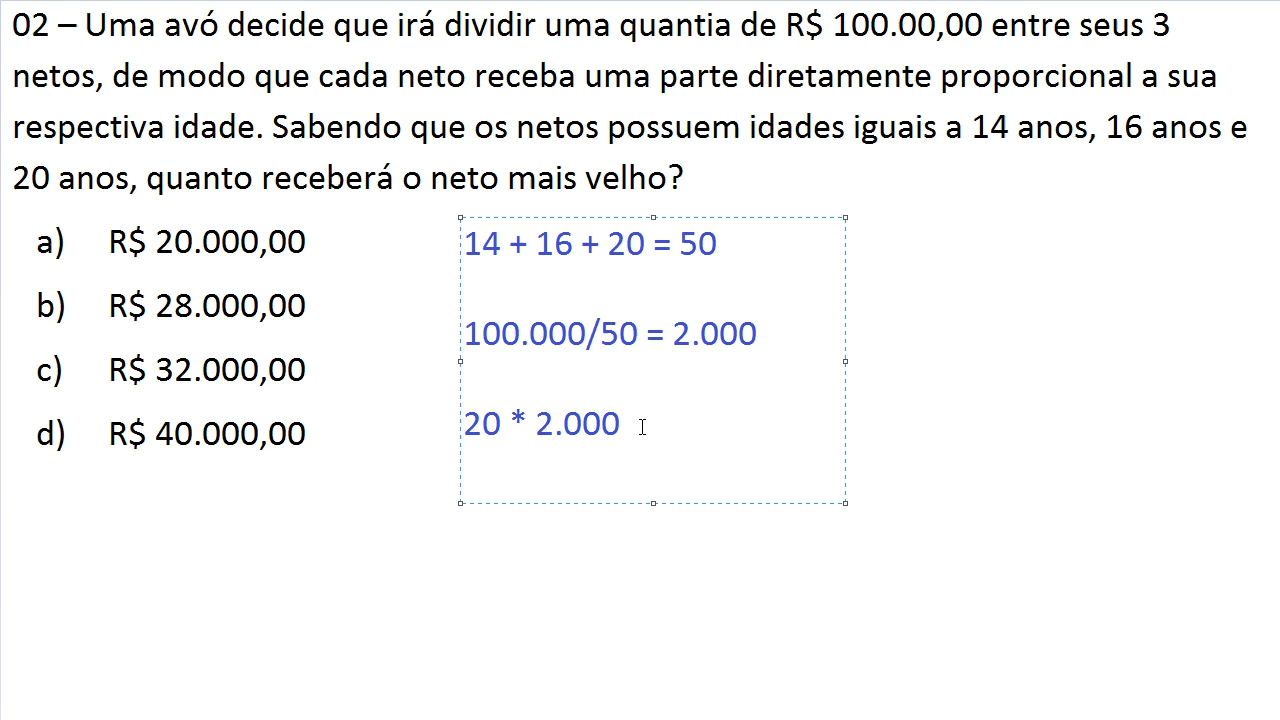 02 – Uma avó decide que irá dividir uma quantia de R$ 100.00,00 entre seus 3
netos, de modo que cada neto receba uma parte diretamente proporcional a sua
respectiva idade. Sabendo que os netos possuem idades iguais a 14 anos, 16 anos e
20 anos, quanto receberá o neto mais velho?
a) R$ 20.000,00
b) R$ 28.000,00
c) R$ 32.000,00
d) R$ 40.000,00
14 + 16 + 20 = 50
100.000/50 = 2.000
20 * 2.000